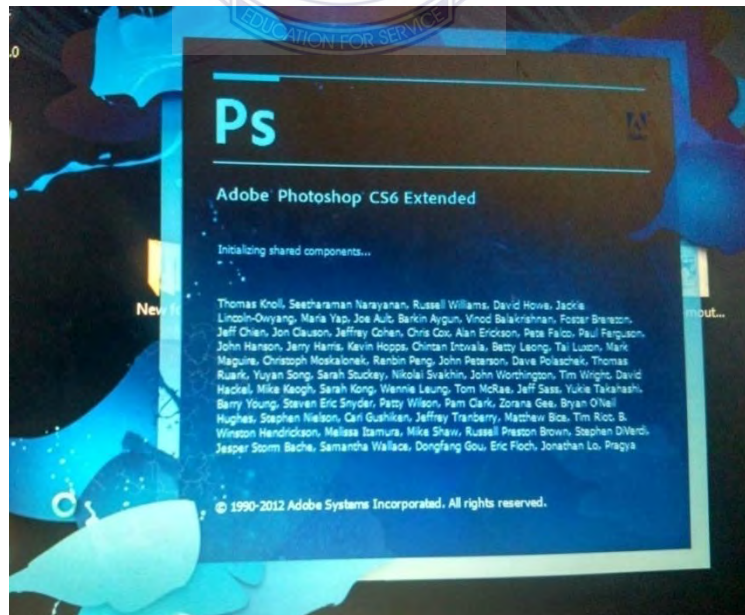 EDUCATION FOR SERVICE
.0
Ps
Adobe Photoshop CS6 Extended
Initializing shared components...
New fo
mout...
Thomas Knoll, Seetharaman Narayanan, Russell Williams, David Howe, Jackie
Lincoln-Owyang, Maria Yap, Joe Ault, Barkin Aygun, Vinod Balakrishnan, Foster Brereton,
Jeff Chien, Jon Clauson, Jeffrey Cohen, Chris Cox, Alan Erickson, Pete Falco, Paul Ferguson,
John Hanson, Jerry Harris, Kevin Hopps, Chintan Intwala, Betty Leong, Tai Luxon, Mark
Maguire, Christoph Moskalonek, Renbin Peng, John Peterson, Dave Polaschek, Thomas
Ruark, Yuyan Song, Sarah Stuckey, Nikolai Svakhin, John Worthington, Tim Wright, David
Hackel, Mike Keogh, Sarah Kong, Wennie Leung, Tom McRae, Jeff Sass, Yukie Takahashi,
Barry Young, Steven Eric Snyder, Patty Wilson, Pam Clark, Zorana Gee, Bryan O'Neil
Hughes, Stephen Nielson, Cari Gushiken, Jeffrey Tranberry, Matthew Bice, Tim Riot, B.
Winston Hendrickson, Melissa Itamura, Mike Shaw, Russell Preston Brown, Stephen DiVerdi,
Jesper Storm Bache, Samantha Wallace, Dongfang Gou, Eric Floch, Jonathan Lo, Pragya
© 1990-2012 Adobe Systems Incorporated. All rights reserved.